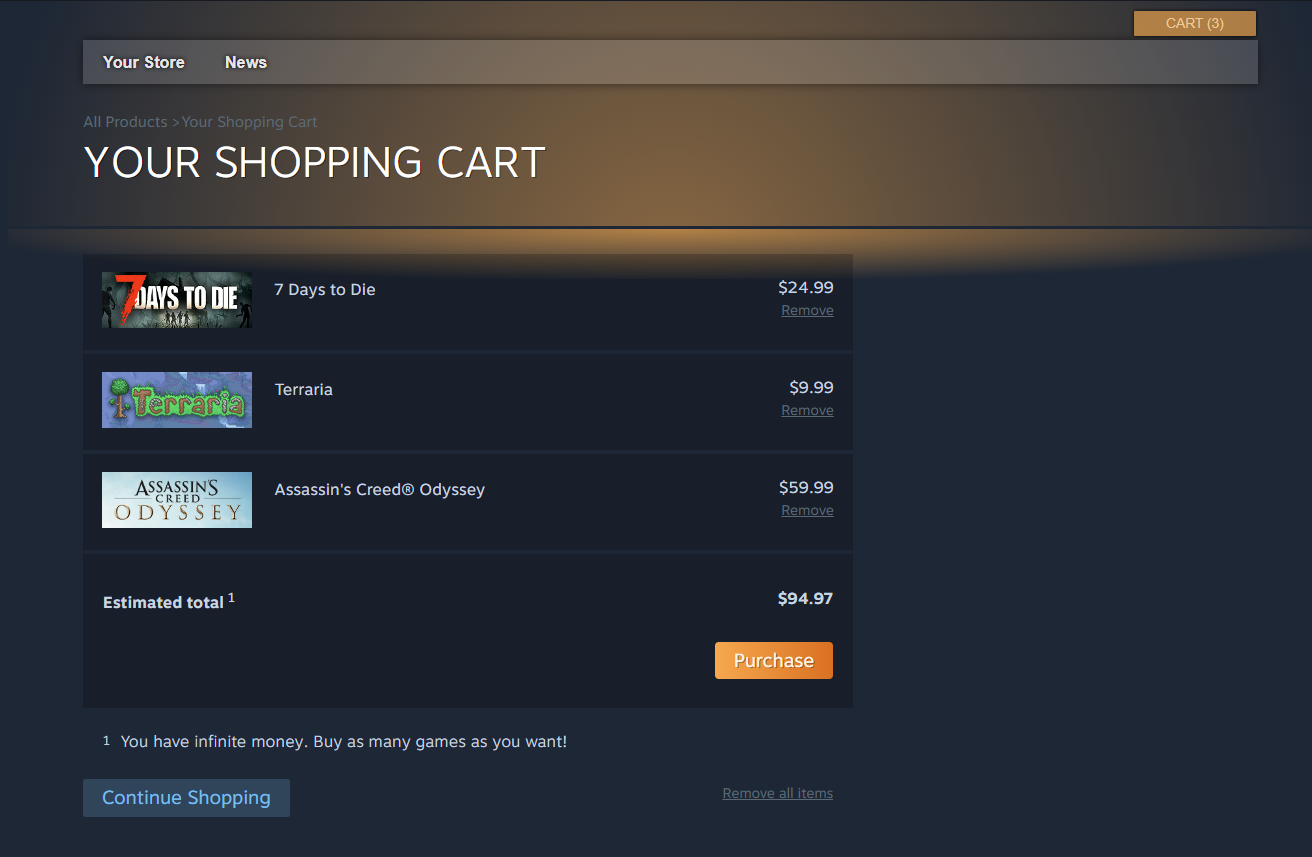 CART (3)
Your Store News
All Products > Your Shopping Cart
YOUR SHOPPING CART
7 DAYS TO DIE
7 Days to Die
$24.99
Remove
Terraria
Terraria
$9.99
Remove
ASSASSIN'S
CREED
ODYSSEY
Assassin's Creed® Odyssey
$59.99
Remove
Estimated total 1
$94.97
Purchase
1 You have infinite money. Buy as many games as you want!
Continue Shopping
Remove all items